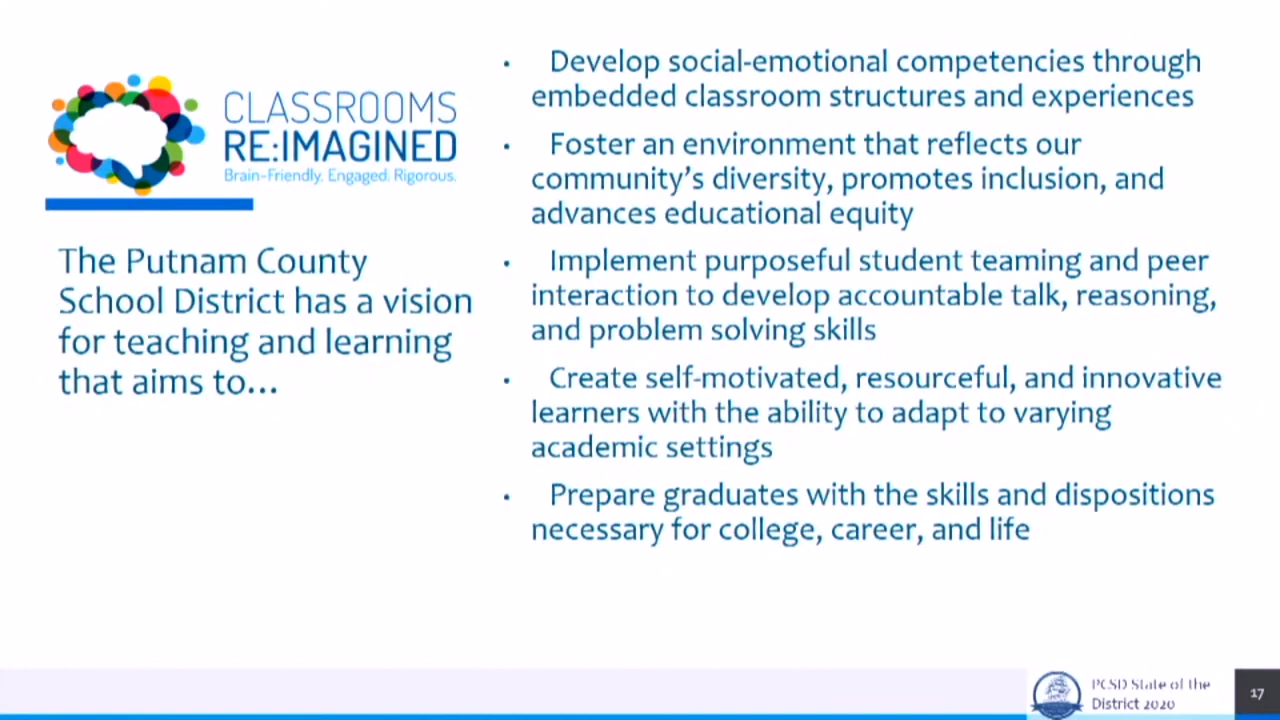 CLASSROOMS
RE:IMAGINED
Brain-Friendly. Engaged. Rigorous.
The Putnam County
School District has a vision
for teaching and learning
that aims to...
• Develop social-emotional competencies through
embedded classroom structures and experiences
• Foster an environment that reflects our
community's diversity, promotes inclusion, and
advances educational equity
• Implement purposeful student teaming and peer
interaction to develop accountable talk, reasoning,
and problem solving skills
• Create self-motivated, resourceful, and innovative
learners with the ability to adapt to varying
academic settings
• Prepare graduates with the skills and dispositions
necessary for college, career, and life
PCSD State of the
District 2020
17